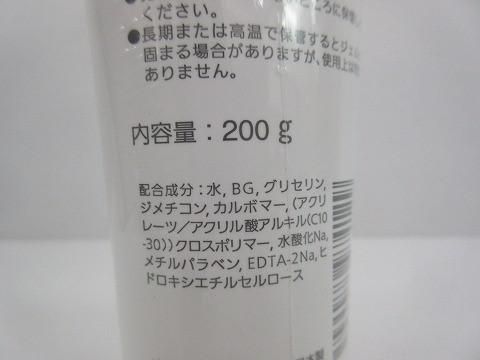 ください。
●長期または高温で保管するとジェル
固まる場合がありますが、使用上は
ありません。
内容量：200g
配合成分：水, BG, グリセリン,
ジメチコン, カルボマー, (アクリ
レーツ/アクリル酸アルキル(C10
-30))クロスポリマー, 水酸化Na,
メチルパラベン, EDTA-2Na, ヒ
ドロキシエチルセルロース